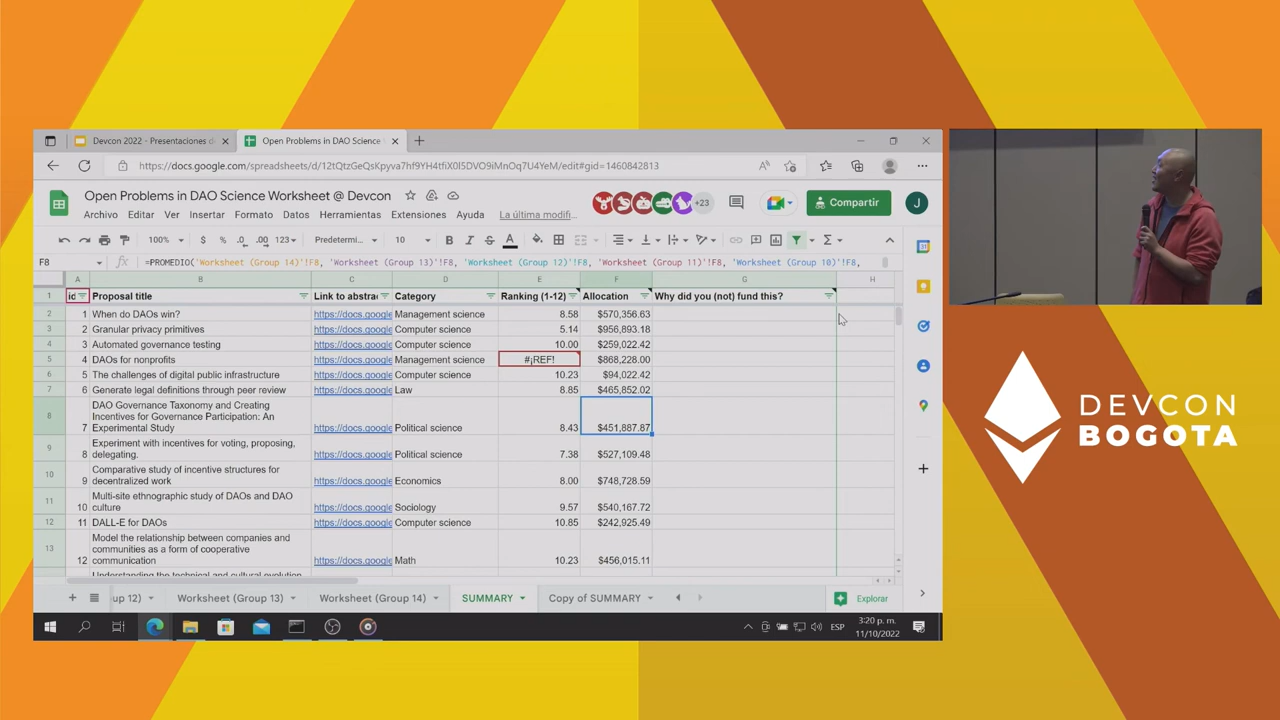 Devcon 2022 - Presentaciones d
Open Problems in DAO Science
https://docs.google.com/spreadsheets/d/12tQtzGeQsKpyva7hf9YH4tfiX0I5DVO9iMnOq7U4YeM/edit#gid=1460842813
Open Problems in DAO Science Worksheet @ Devcon
+23
Compartir
J
Archivo Editar Ver Insertar Formato Datos Herramientas Extensiones Ayuda La última modifi...
100% $ % .0 .00 123 Predetermi... 10 B I S A
F8 fx =PROMEDIO('Worksheet (Group 14)'!F8, 'Worksheet (Group 13)'!F8, 'Worksheet (Group 12)'!F8, 'Worksheet (Group 11)'!F8, 'Worksheet (Group 10)'!F8,
A B C D E F G H
1 id Proposal title Link to abstrac Category Ranking (1-12) Allocation Why did you (not) fund this?
2 1 When do DAOs win? https://docs.google Management science 8.58 $570,356.63
3 2 Granular privacy primitives https://docs.google Computer science 5.14 $956,893.18
4 3 Automated governance testing https://docs.google Computer science 10.00 $259,022.42
5 4 DAOs for nonprofits https://docs.google Management science #¡REF! $868,228.00
6 5 The challenges of digital public infrastructure https://docs.google Computer science 10.23 $94,022.42
7 6 Generate legal definitions through peer review https://docs.google Law 8.85 $465,852.02
DAO Governance Taxonomy and Creating
Incentives for Governance Participation: An
8 7 Experimental Study https://docs.google Political science 8.43 $451,887.87
Experiment with incentives for voting, proposing,
9 8 delegating. https://docs.google Political science 7.38 $527,109.48
Comparative study of incentive structures for
10 9 decentralized work https://docs.google Economics 8.00 $748,728.59
Multi-site ethnographic study of DAOs and DAO
11 10 culture https://docs.google Sociology 9.57 $540,167.72
12 11 DALL-E for DAOs https://docs.google Computer science 10.85 $242,925.49
Model the relationship between companies and
communities as a form of cooperative
13 12 communication https://docs.google Math 10.23 $456,015.11
Understanding the technical and cultural evolution
up 12) Worksheet (Group 13) Worksheet (Group 14) SUMMARY Copy of SUMMARY Explorar
ESP
3:20 p. m.
11/10/2022
DEVCON
BOGOTA